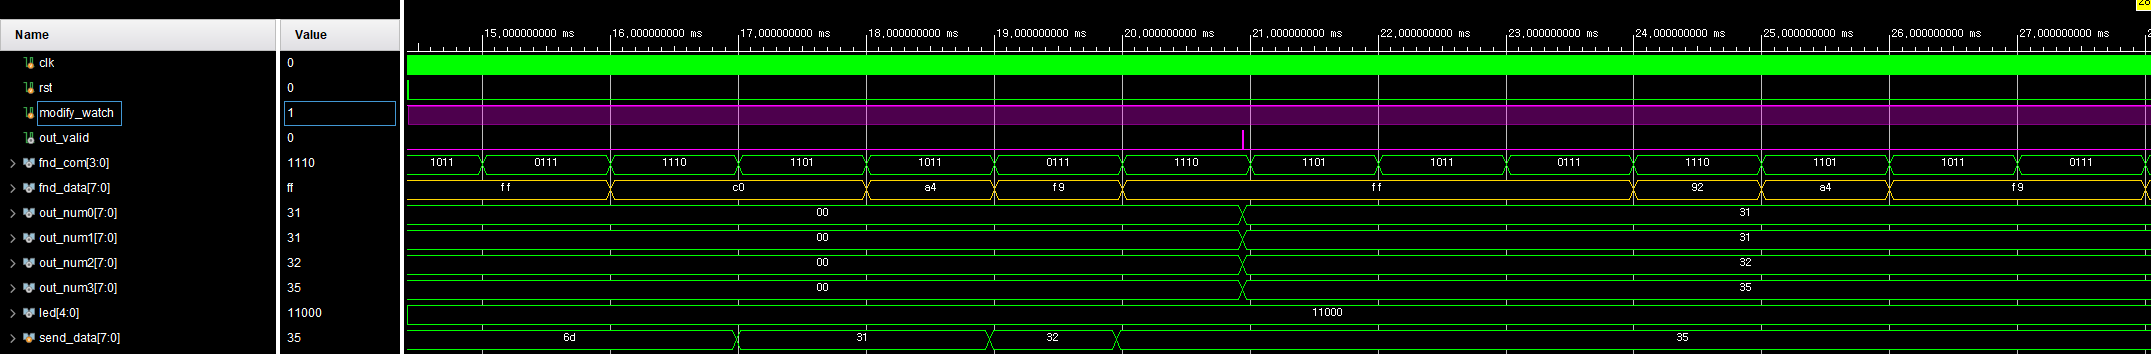 28
15,000000000 ms 16,000000000 ms 17,000000000 ms 18,000000000 ms 19,000000000 ms 20,000000000 ms 21,000000000 ms 22,000000000 ms 23,000000000 ms 24,000000000 ms 25,000000000 ms 26,000000000 ms 27,000000000 ms
Name Value
clk 0
rst 0
modify_watch 1
out_valid 0
fnd_com[3:0] 1110 1011 0111 1110 1101 1011 0111 1110 1101 1011 0111 1110 1101 1011 0111
fnd_data[7:0] ff ff c0 a4 f9 ff 92 a4 f9
out_num0[7:0] 31 00 31
out_num1[7:0] 31 00 31
out_num2[7:0] 32 00 32
out_num3[7:0] 35 00 35
led[4:0] 11000 11000
send_data[7:0] 35 6d 31 32 35